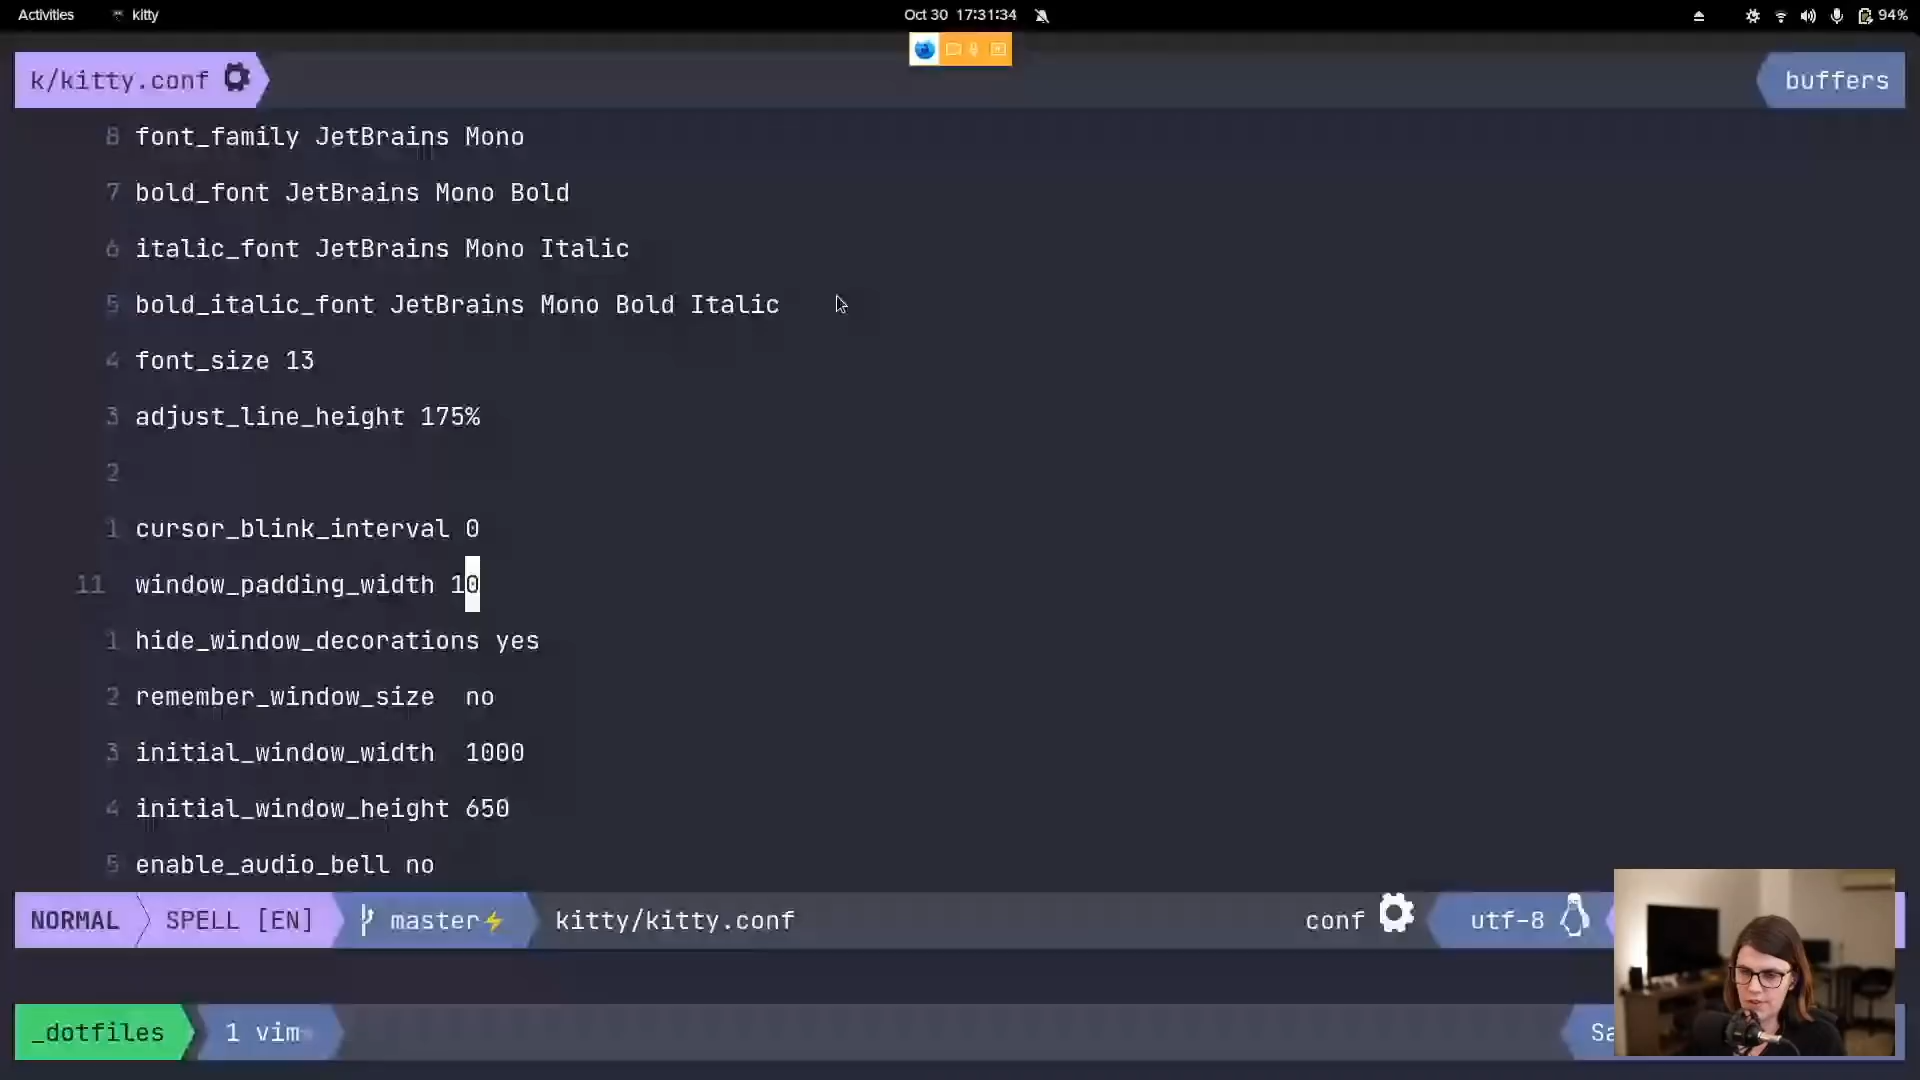 Activities kitty Oct 30 17:31:34 94%
k/kitty.conf buffers
8 font_family JetBrains Mono
7 bold_font JetBrains Mono Bold
6 italic_font JetBrains Mono Italic
5 bold_italic_font JetBrains Mono Bold Italic
4 font_size 13
3 adjust_line_height 175%
2
1 cursor_blink_interval 0
11 window_padding_width 10
1 hide_window_decorations yes
2 remember_window_size no
3 initial_window_width 1000
4 initial_window_height 650
5 enable_audio_bell no
NORMAL SPELL [EN] master kitty/kitty.conf conf utf-8
_dotfiles 1 vim Sa